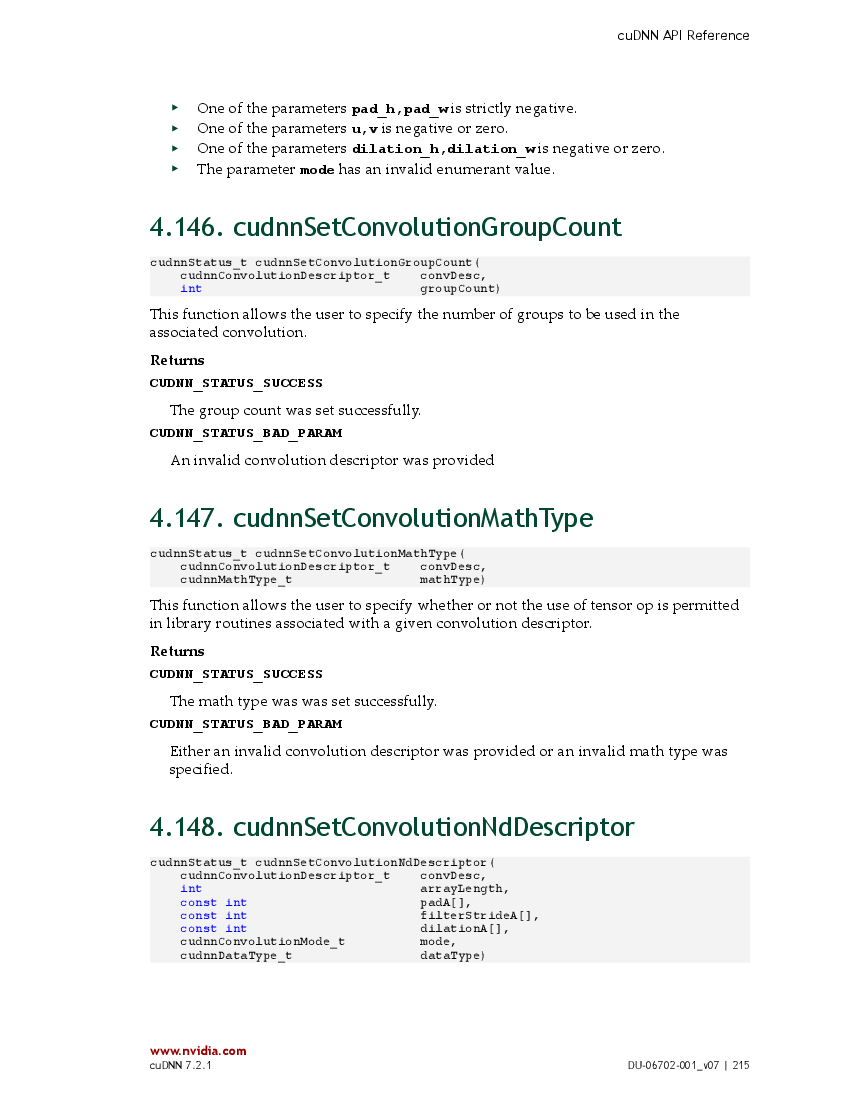 cuDNN API Reference
▸ One of the parameters pad_h,pad_w is strictly negative.
▸ One of the parameters u,v is negative or zero.
▸ One of the parameters dilation_h,dilation_w is negative or zero.
▸ The parameter mode has an invalid enumerant value.
4.146. cudnnSetConvolutionGroupCount
cudnnStatus_t cudnnSetConvolutionGroupCount(
    cudnnConvolutionDescriptor_t    convDesc,
    int                             groupCount)
This function allows the user to specify the number of groups to be used in the
associated convolution.
Returns
CUDNN_STATUS_SUCCESS
The group count was set successfully.
CUDNN_STATUS_BAD_PARAM
An invalid convolution descriptor was provided
4.147. cudnnSetConvolutionMathType
cudnnStatus_t cudnnSetConvolutionMathType(
    cudnnConvolutionDescriptor_t    convDesc,
    cudnnMathType_t                 mathType)
This function allows the user to specify whether or not the use of tensor op is permitted
in library routines associated with a given convolution descriptor.
Returns
CUDNN_STATUS_SUCCESS
The math type was was set successfully.
CUDNN_STATUS_BAD_PARAM
Either an invalid convolution descriptor was provided or an invalid math type was
specified.
4.148. cudnnSetConvolutionNdDescriptor
cudnnStatus_t cudnnSetConvolutionNdDescriptor(
    cudnnConvolutionDescriptor_t    convDesc,
    int                             arrayLength,
    const int                       padA[],
    const int                       filterStrideA[],
    const int                       dilationA[],
    cudnnConvolutionMode_t          mode,
    cudnnDataType_t                 dataType)
www.nvidia.com
cuDNN 7.2.1 DU-06702-001_v07 | 215